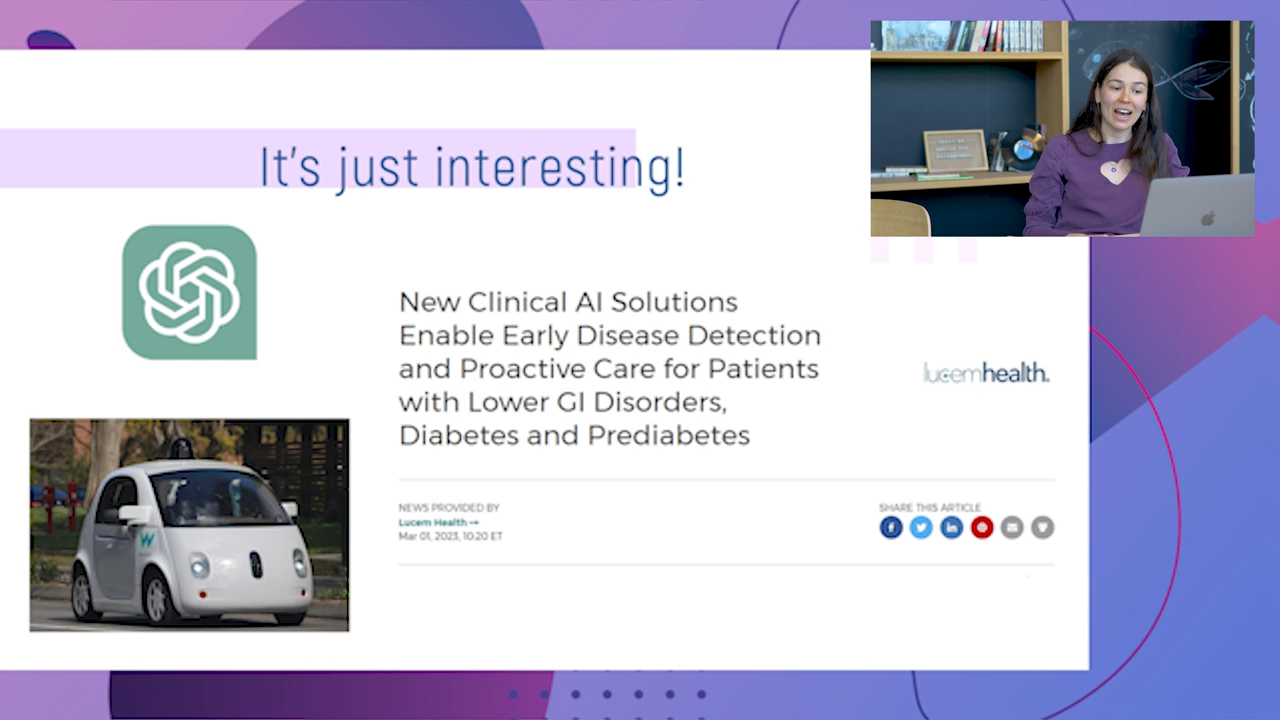 It's just interesting!
New Clinical AI Solutions
Enable Early Disease Detection
and Proactive Care for Patients
with Lower GI Disorders,
Diabetes and Prediabetes
lucemhealth.
NEWS PROVIDED BY
Lucem Health →
Mar 01, 2023, 10:20 ET
SHARE THIS ARTICLE